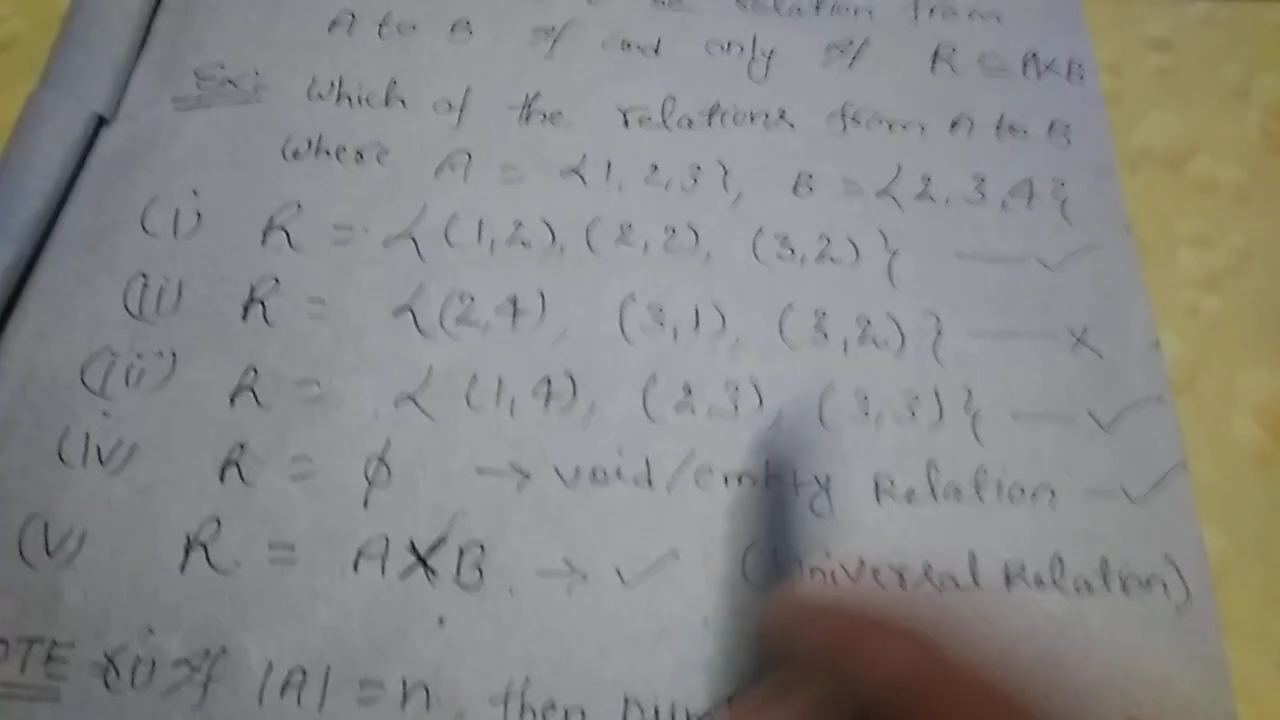 relation from
A to B if and only if R ⊆ A×B
Ex: Which of the relations from A to B
where A = {1, 2, 3}, B = {2, 3, 4}
(i) R = {(1,2), (2,2), (3,2)} — ✓
(ii) R = {(2,4), (3,1), (3,2)} — ×
(iii) R = {(1,4), (2,3), (3,3)} — ✓
(iv) R = ϕ → void/empty Relation — ✓
(v) R = A×B. → ✓ (Universal Relation)
NOTE (i) If |A| = n, then